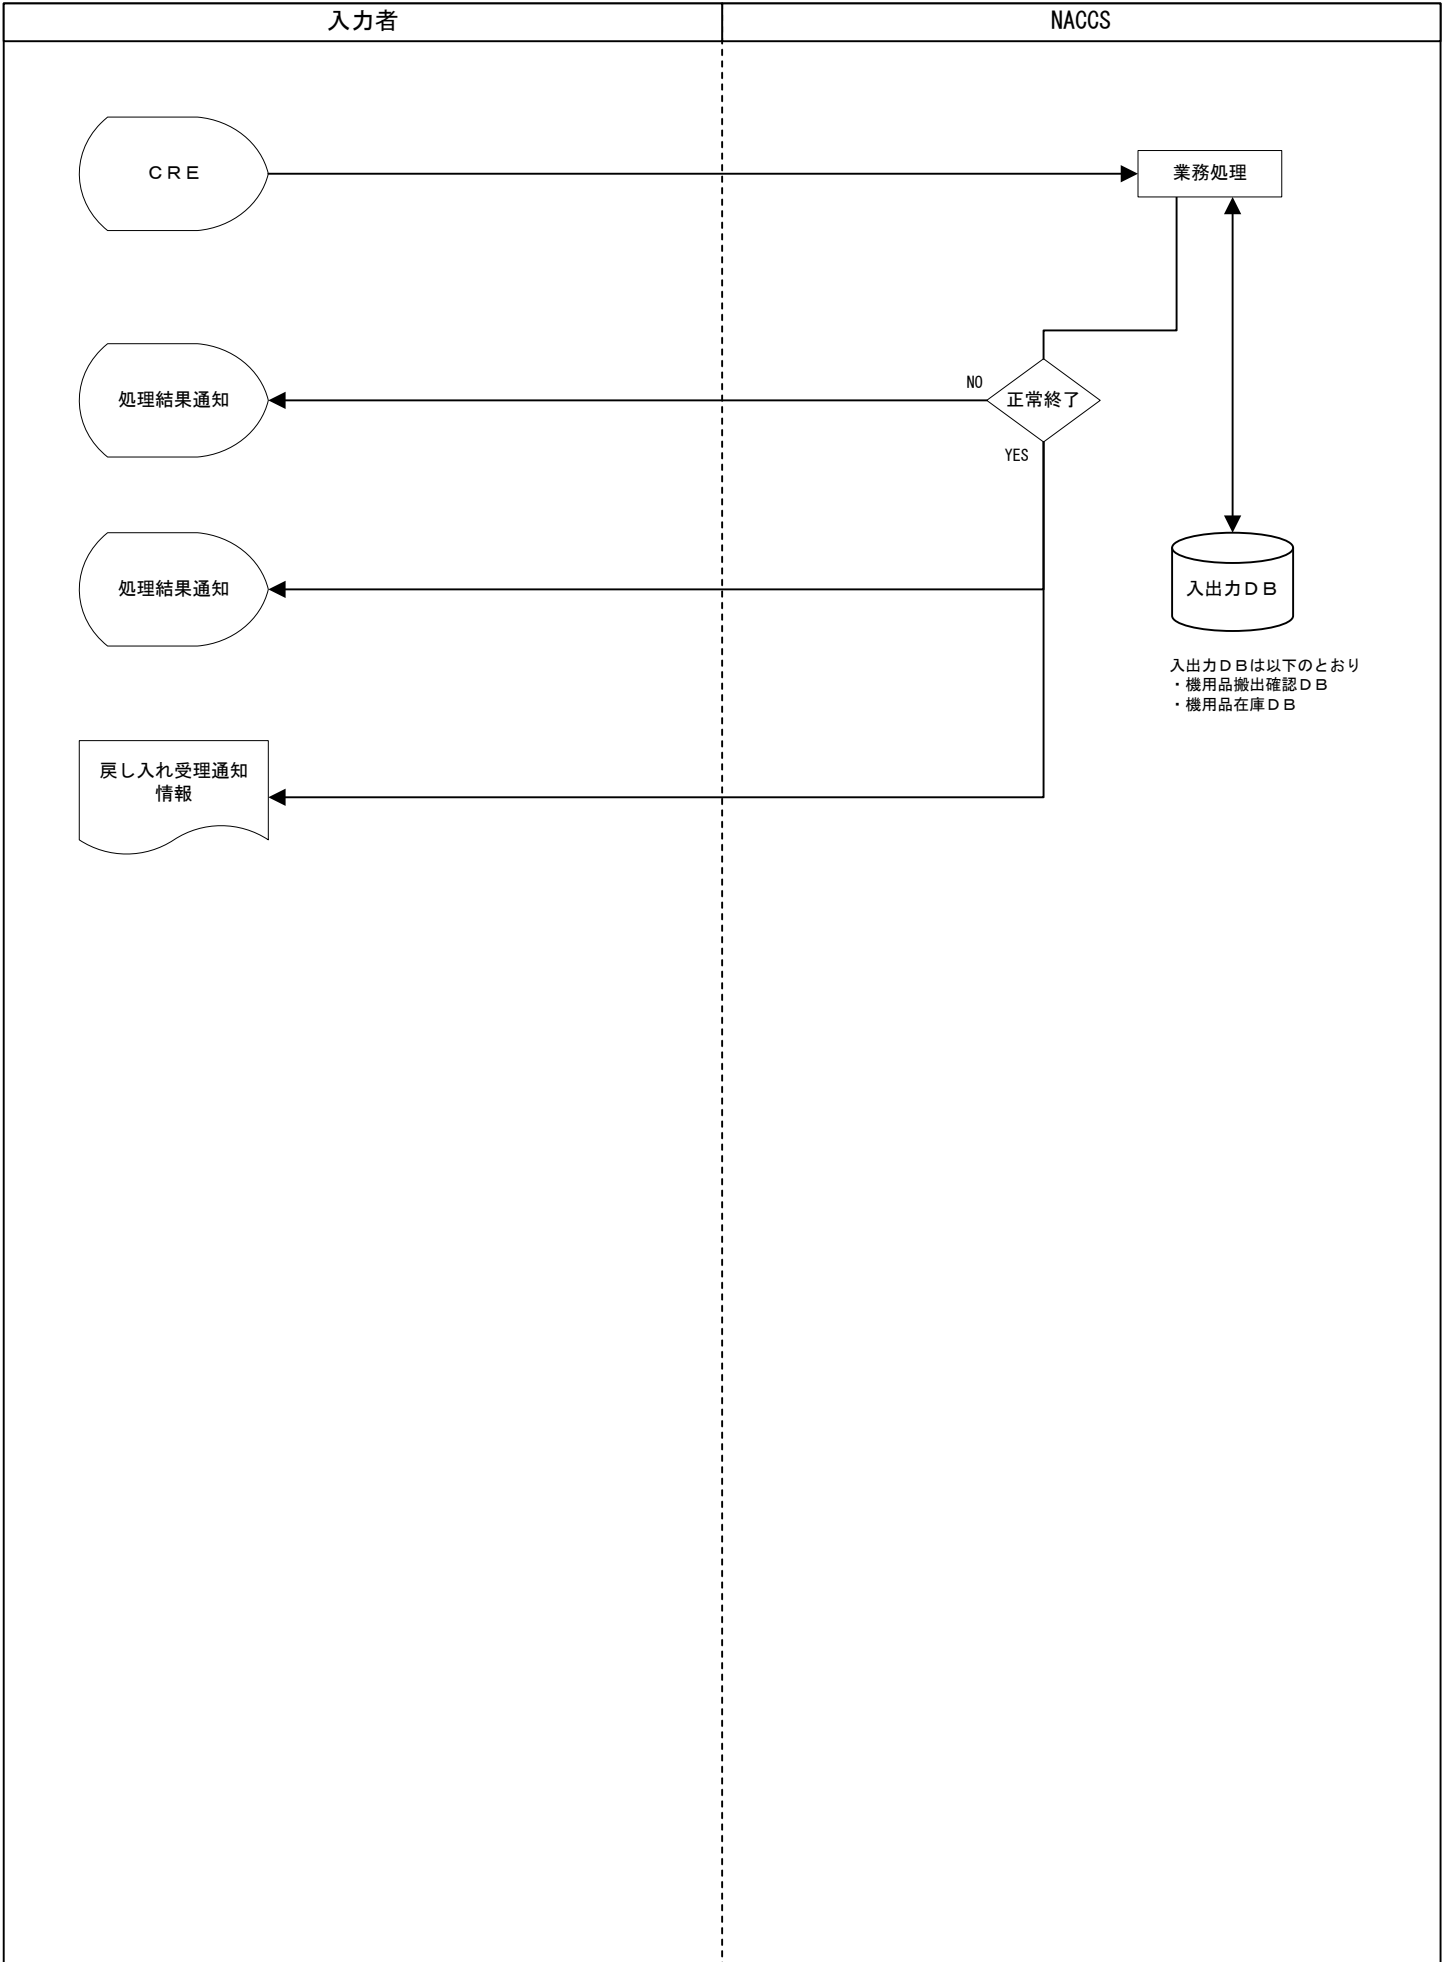 入力者
NACCS
ＣＲＥ
業務処理
処理結果通知
NO
正常終了
YES
処理結果通知
入出力ＤＢ
入出力ＤＢは以下のとおり
・機用品搬出確認ＤＢ
・機用品在庫ＤＢ
戻し入れ受理通知
情報